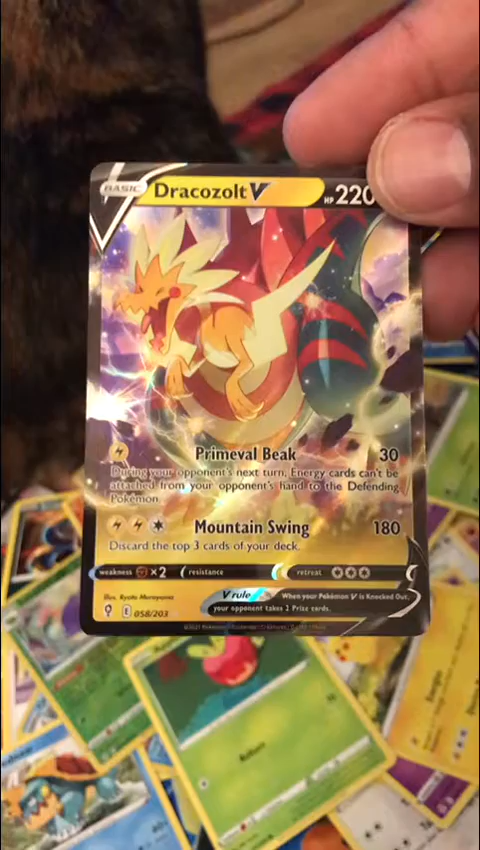 BASIC Dracozolt V HP 220
Primeval Beak 30
During your opponent's next turn, Energy cards can't be
attached from your opponent's hand to the Defending
Pokémon.
Mountain Swing 180
Discard the top 3 cards of your deck.
weakness ×2 resistance retreat
V rule When your Pokémon V is Knocked Out,
your opponent takes 2 Prize cards.
Illus. Ryota Murayama
E 058/203
Rollout